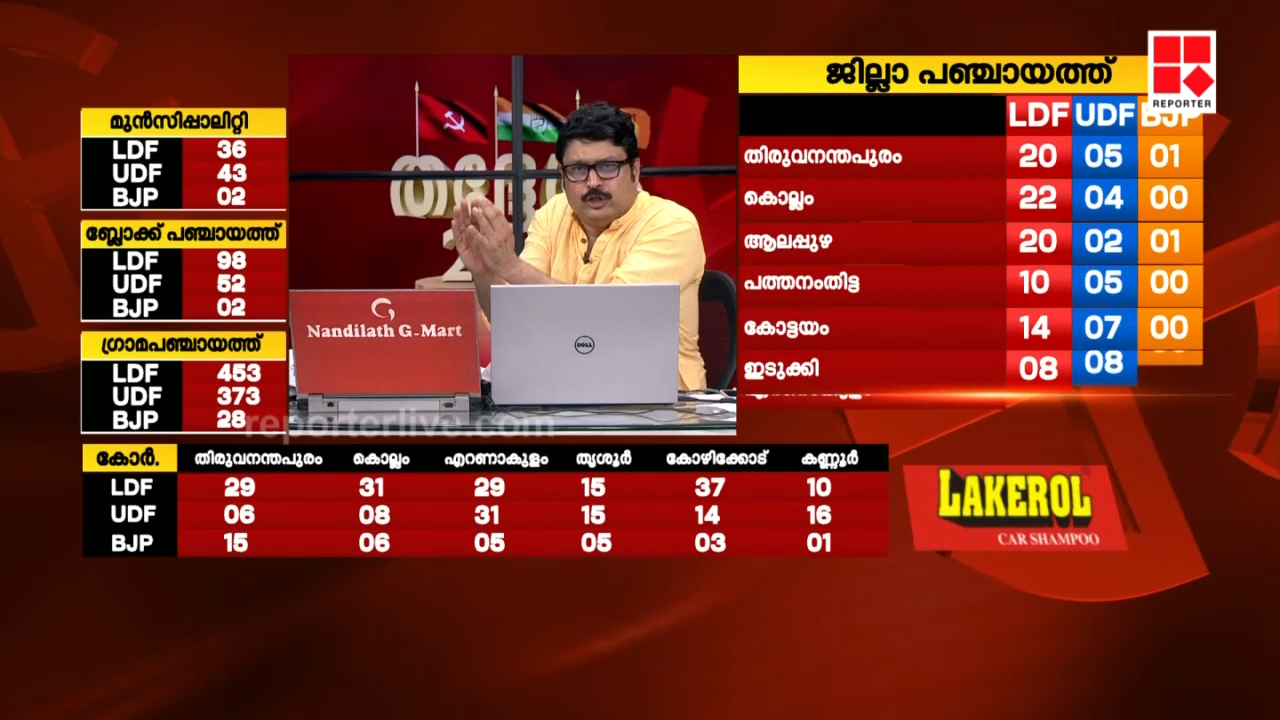 മുൻസിപ്പാലിറ്റി
LDF 36
UDF 43
BJP 02
ബ്ലോക്ക് പഞ്ചായത്ത്
LDF 98
UDF 52
BJP 02
ഗ്രാമപഞ്ചായത്ത്
LDF 453
UDF 373
BJP 28
Nandilath G-Mart
DELL
reporterlive.com
ജില്ലാ പഞ്ചായത്ത്
REPORTER
LDF UDF BJP
തിരുവനന്തപുരം 20 05 01
കൊല്ലം 22 04 00
ആലപ്പുഴ 20 02 01
പത്തനംതിട്ട 10 05 00
കോട്ടയം 14 07 00
ഇടുക്കി 08 08
കോർ. തിരുവനന്തപുരം കൊല്ലം എറണാകുളം തൃശൂർ കോഴിക്കോട് കണ്ണൂർ
LDF 29 31 29 15 37 10
UDF 06 08 31 15 14 16
BJP 15 06 05 05 03 01
LAKEROL
CAR SHAMPOO